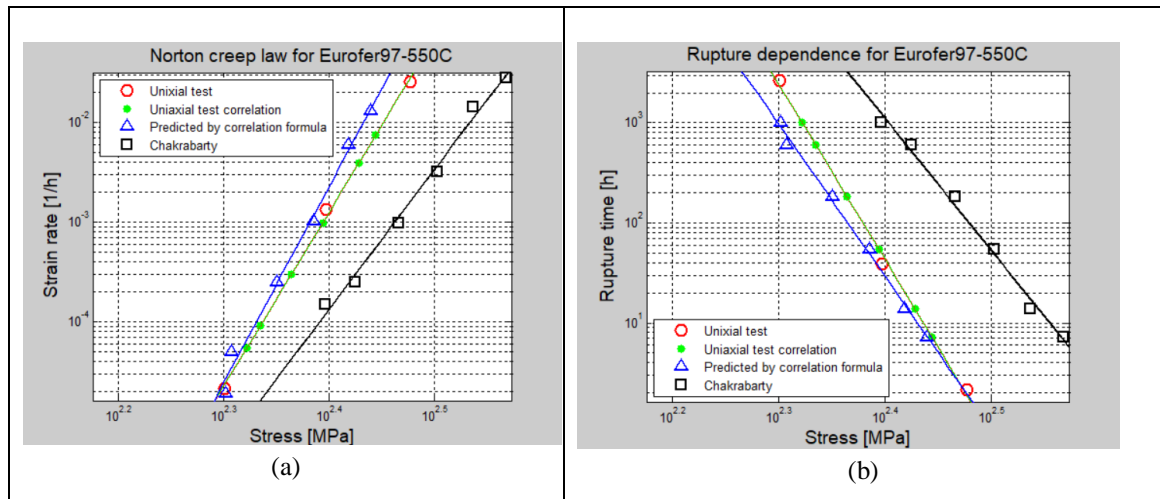 Norton creep law for Eurofer97-550C
Unixial test
Uniaxial test correlation
Predicted by correlation formula
Chakrabarty
Strain rate [1/h]
10^-2
10^-3
10^-4
10^2.2
10^2.3
10^2.4
10^2.5
Stress [MPa]
(a)
Rupture dependence for Eurofer97-550C
Rupture time [h]
10^3
10^2
10^1
Unixial test
Uniaxial test correlation
Predicted by correlation formula
Chakrabarty
10^2.2
10^2.3
10^2.4
10^2.5
Stress [MPa]
(b)